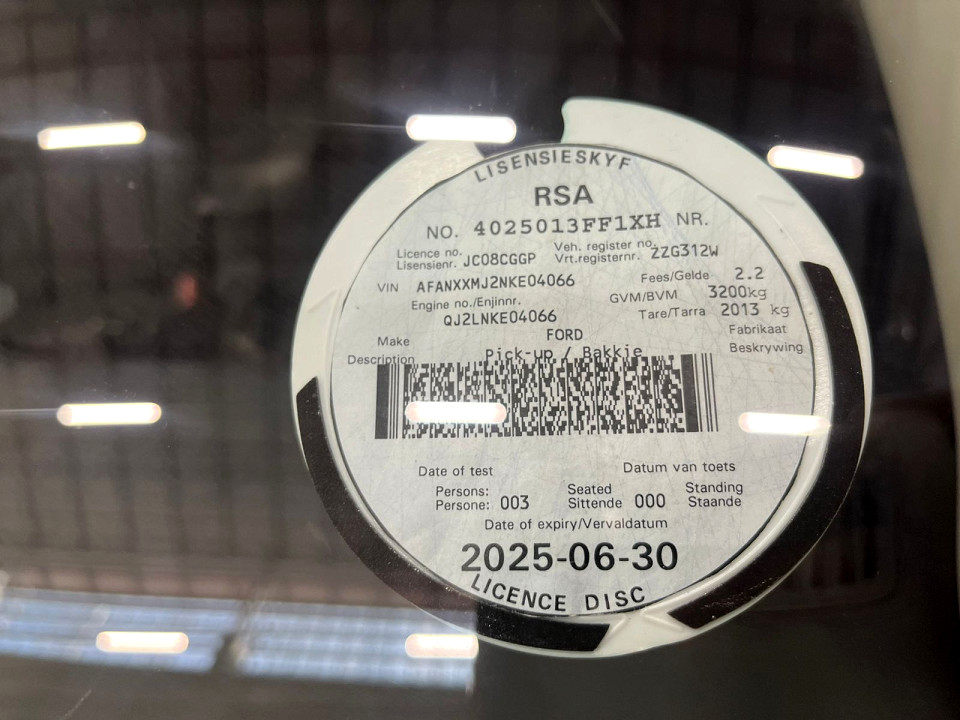 LISENSIESKYF
RSA
NO. 4025013FF1XH NR.
Licence no. Veh. register no.
Lisensienr. JC08CGGP Vrt.registernr. ZZG312W
VIN AFANXXMJ2NKE04066 Fees/Gelde 2.2
Engine no./Enjinnr. GVM/BVM 3200kg
QJ2LNKE04066 Tare/Tarra 2013 kg
Make FORD Fabrikaat
Description Pick-up / Bakkie Beskrywing
Date of test Datum van toets
Persons: Seated Standing
Persone: 003 Sittende 000 Staande
Date of expiry/Vervaldatum
2025-06-30
LICENCE DISC